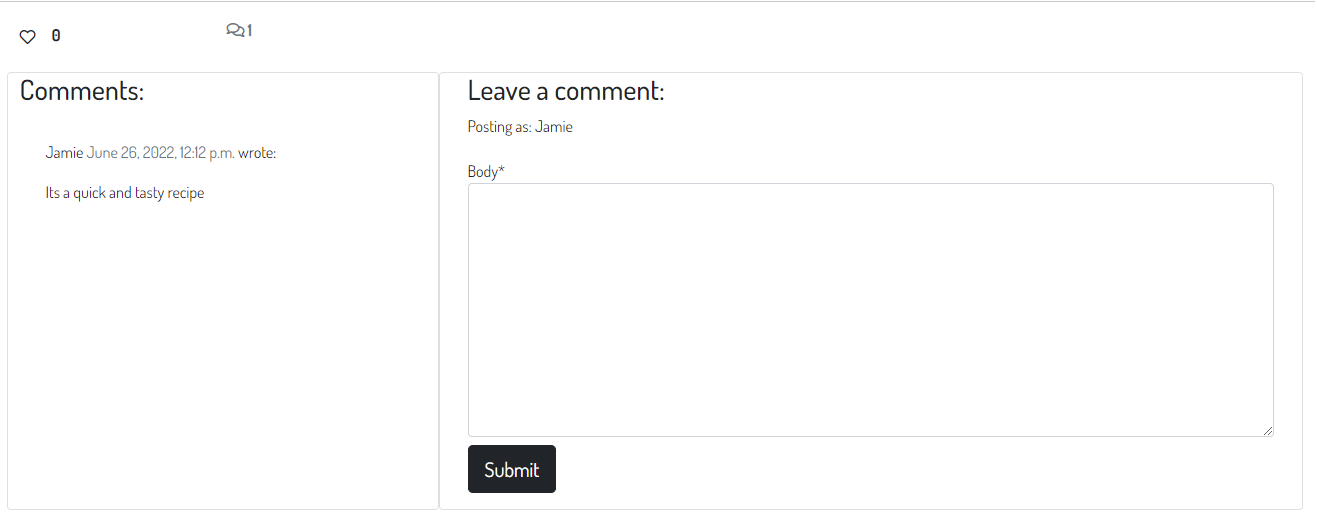 0
1
Comments:
Jamie June 26, 2022, 12:12 p.m. wrote:
Its a quick and tasty recipe
Leave a comment:
Posting as: Jamie
Body*
Submit